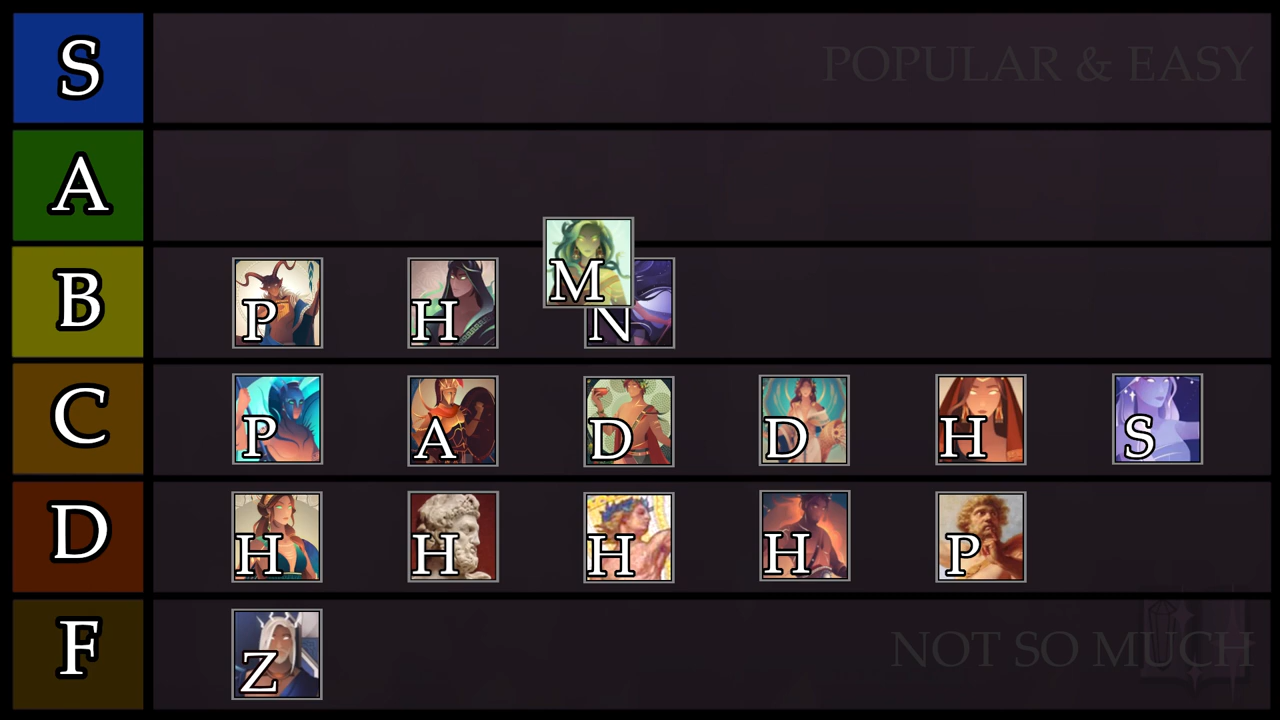 S
POPULAR & EASY
A
B
P H M N
C
P A D D H S
D
H H H H P
F
Z
NOT SO MUCH